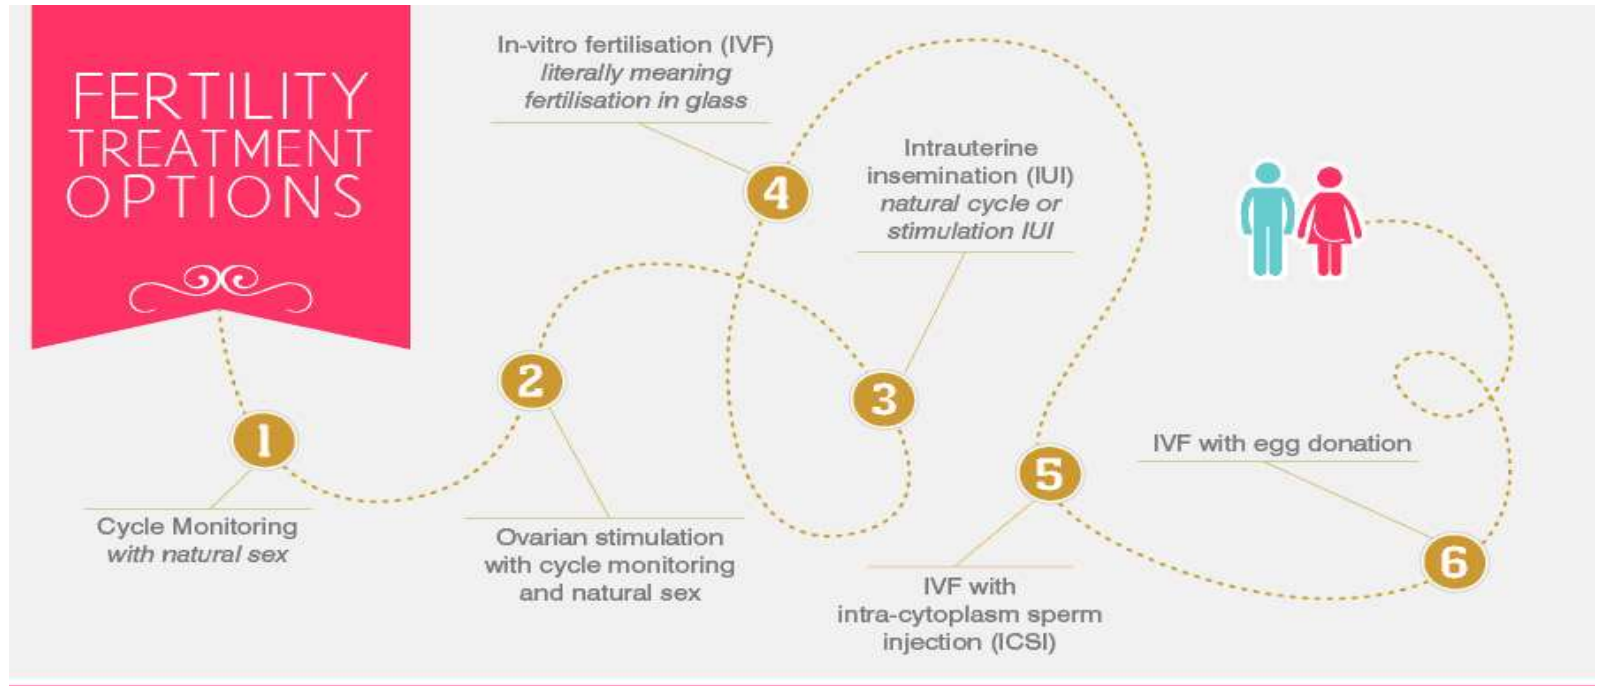 FERTILITY
TREATMENT
OPTIONS
1
Cycle Monitoring
with natural sex
2
Ovarian stimulation
with cycle monitoring
and natural sex
3
Intrauterine
insemination (IUI)
natural cycle or
stimulation IUI
4
In-vitro fertilisation (IVF)
literally meaning
fertilisation in glass
5
IVF with
intra-cytoplasm sperm
injection (ICSI)
6
IVF with egg donation